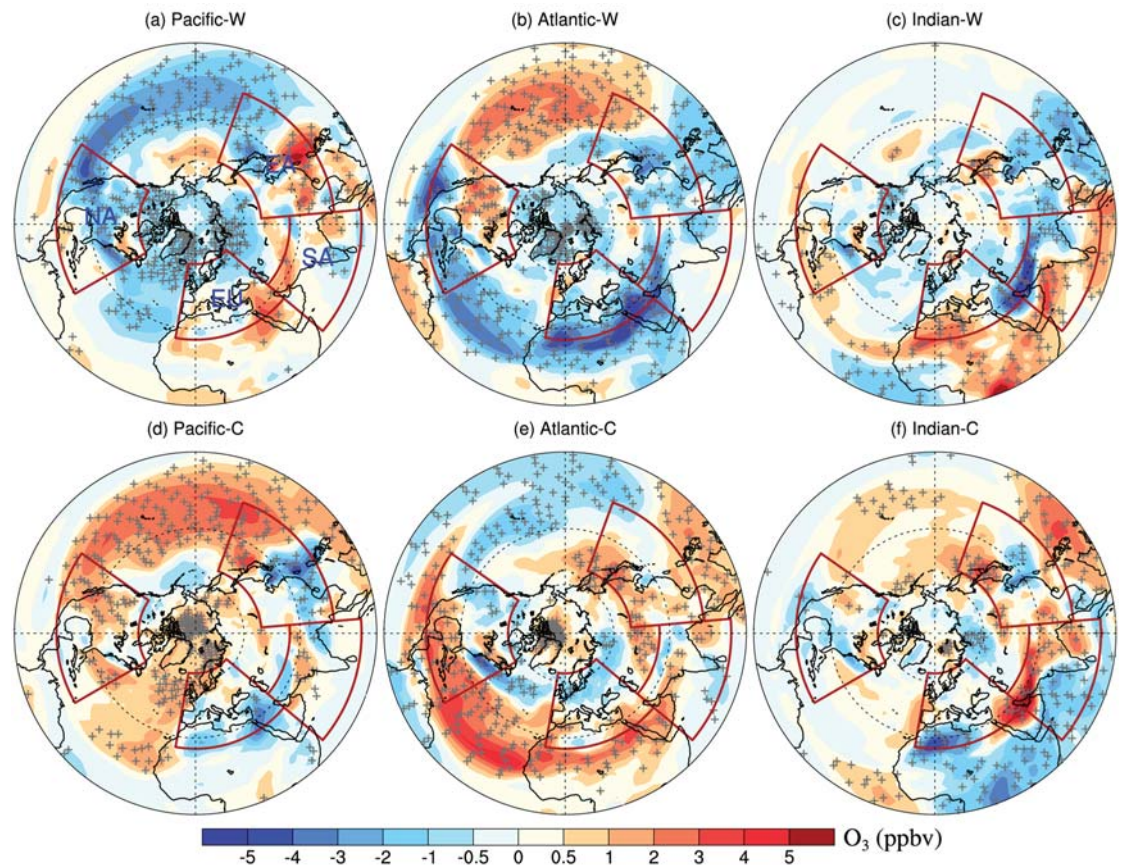 (a) Pacific-W
(b) Atlantic-W
(c) Indian-W
NA
EA
SA
EU
(d) Pacific-C
(e) Atlantic-C
(f) Indian-C
-5 -4 -3 -2 -1 -0.5 0 0.5 1 2 3 4 5 O₃ (ppbv)